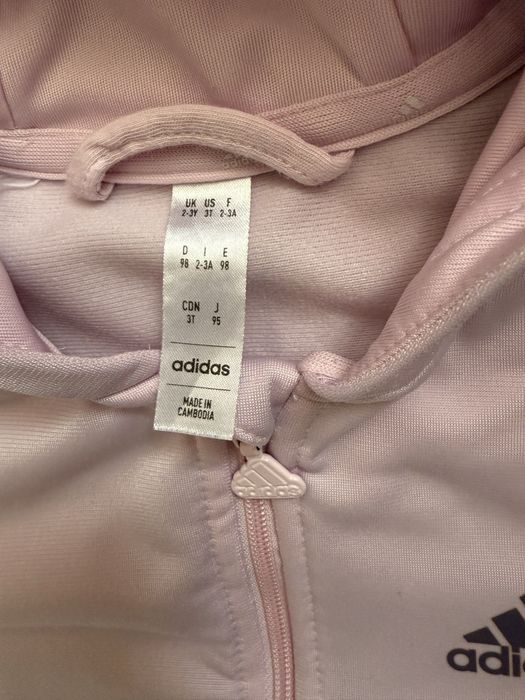 UK US F
2-3Y 3T 2-3A
D I E
98 2-3A 98
CDN J
3T 95
adidas
MADE IN
CAMBODIA
adidas
adi